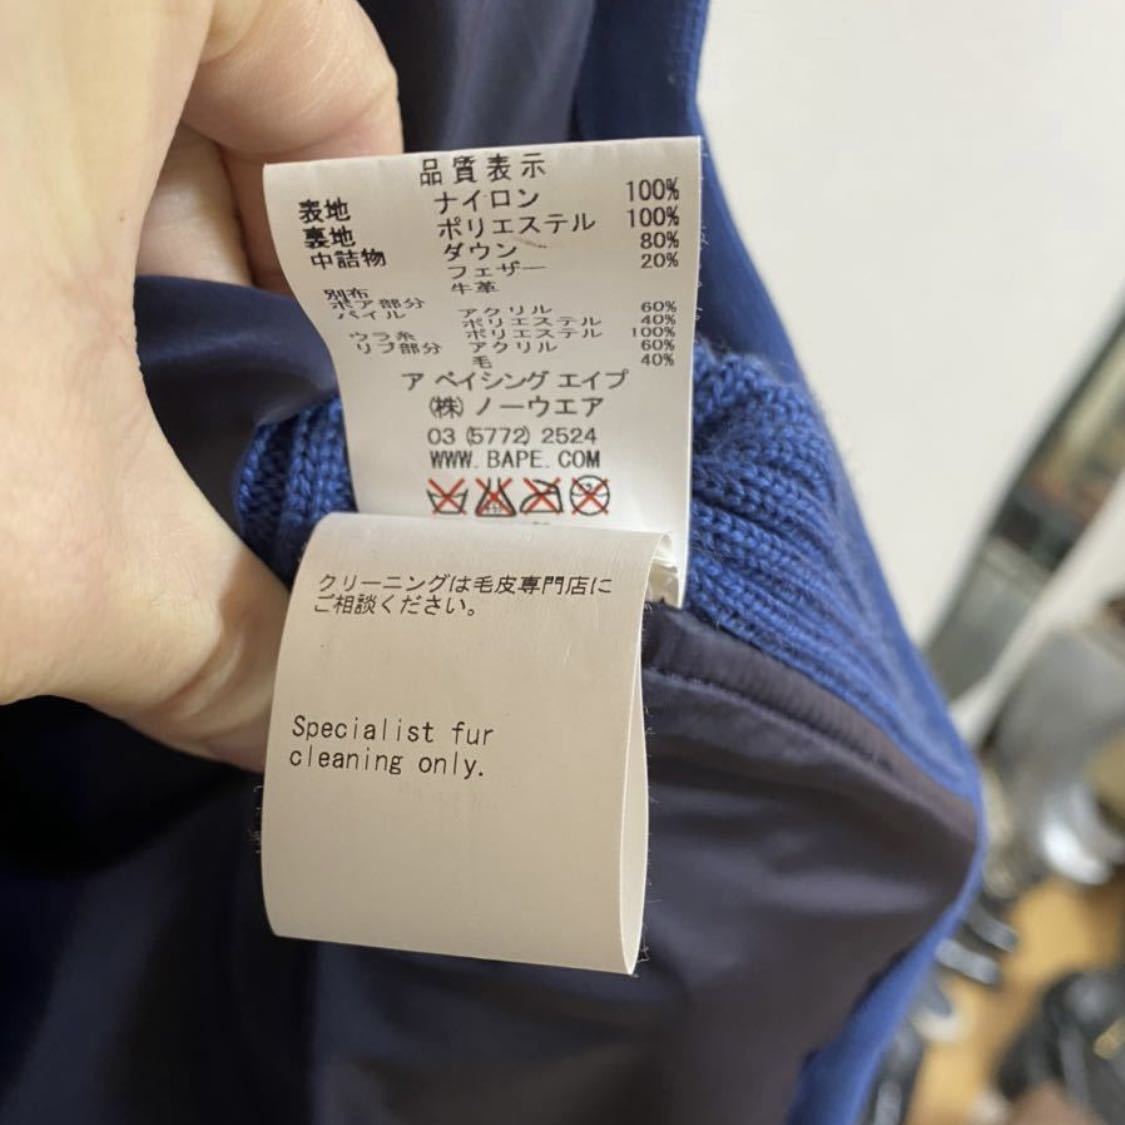 品質表示
表地 ナイロン 100%
裏地 ポリエステル 100%
中詰物 ダウン 80%
フェザー 20%
別布 牛革
ボア部分
パイル アクリル 60%
ポリエステル 40%
ウラ糸 ポリエステル 100%
リブ部分 アクリル 60%
毛 40%
ア ベイシング エイプ
(株) ノーウエア
03 (5772) 2524
WWW. BAPE. COM
クリーニングは毛皮専門店に
ご相談ください。
Specialist fur
cleaning only.